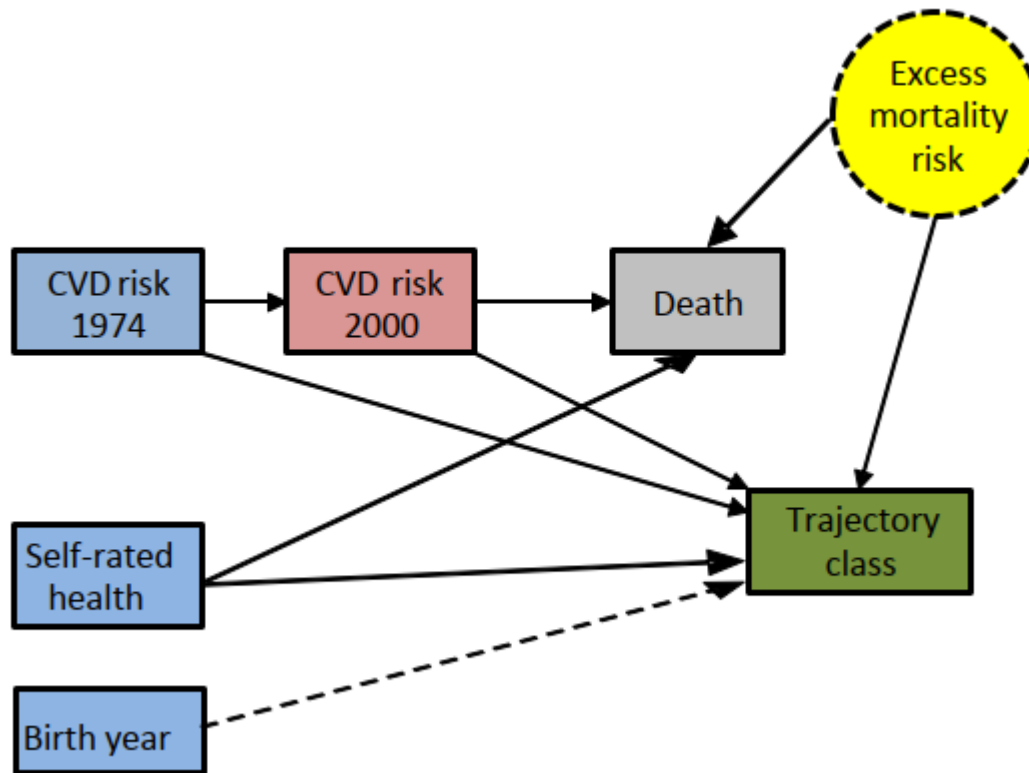 Excess
mortality
risk
CVD risk
1974
CVD risk
2000
Death
Self-rated
health
Trajectory
class
Birth year